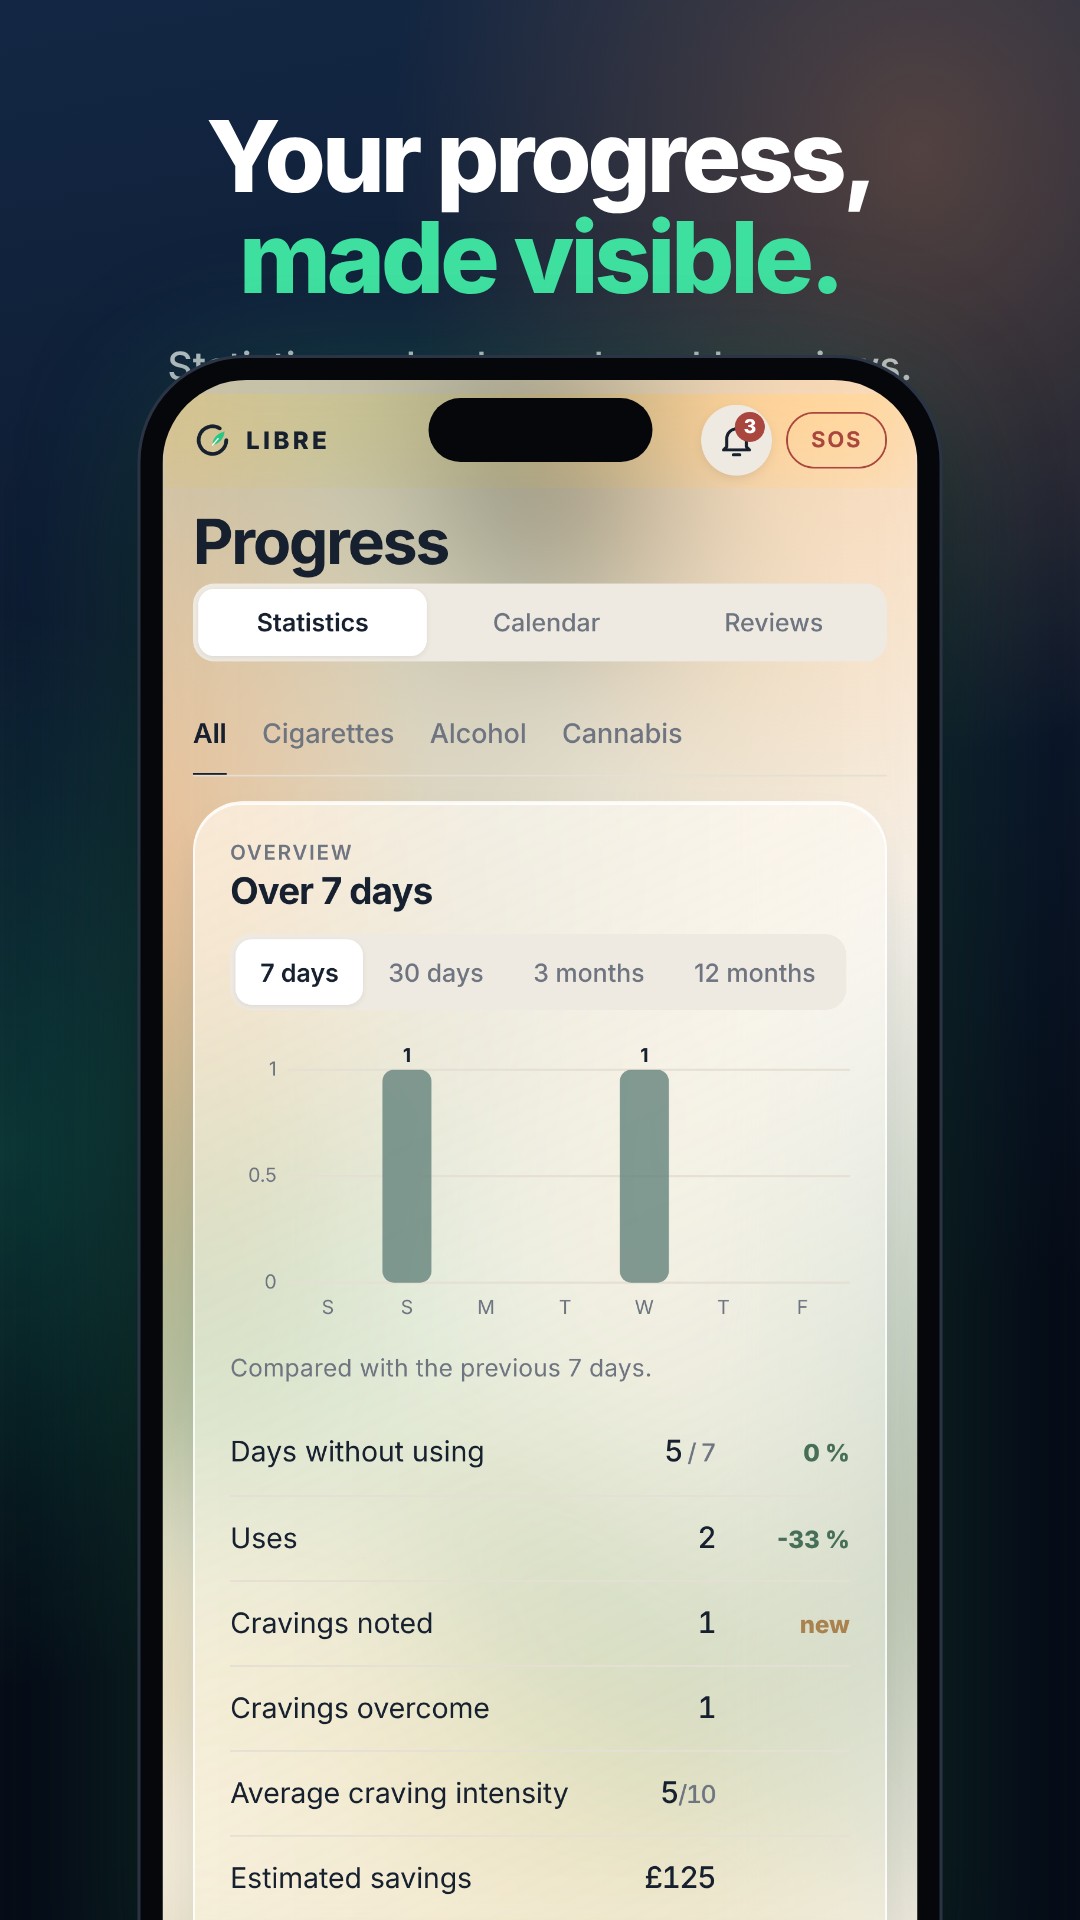 Your progress,
made visible.
LIBRE
3
SOS
Progress
Statistics Calendar Reviews
All Cigarettes Alcohol Cannabis
OVERVIEW
Over 7 days
7 days 30 days 3 months 12 months
1 1
1
0.5
0
S S M T W T F
Compared with the previous 7 days.
Days without using 5 / 7 0 %
Uses 2 -33 %
Cravings noted 1 new
Cravings overcome 1
Average craving intensity 5/10
Estimated savings £125